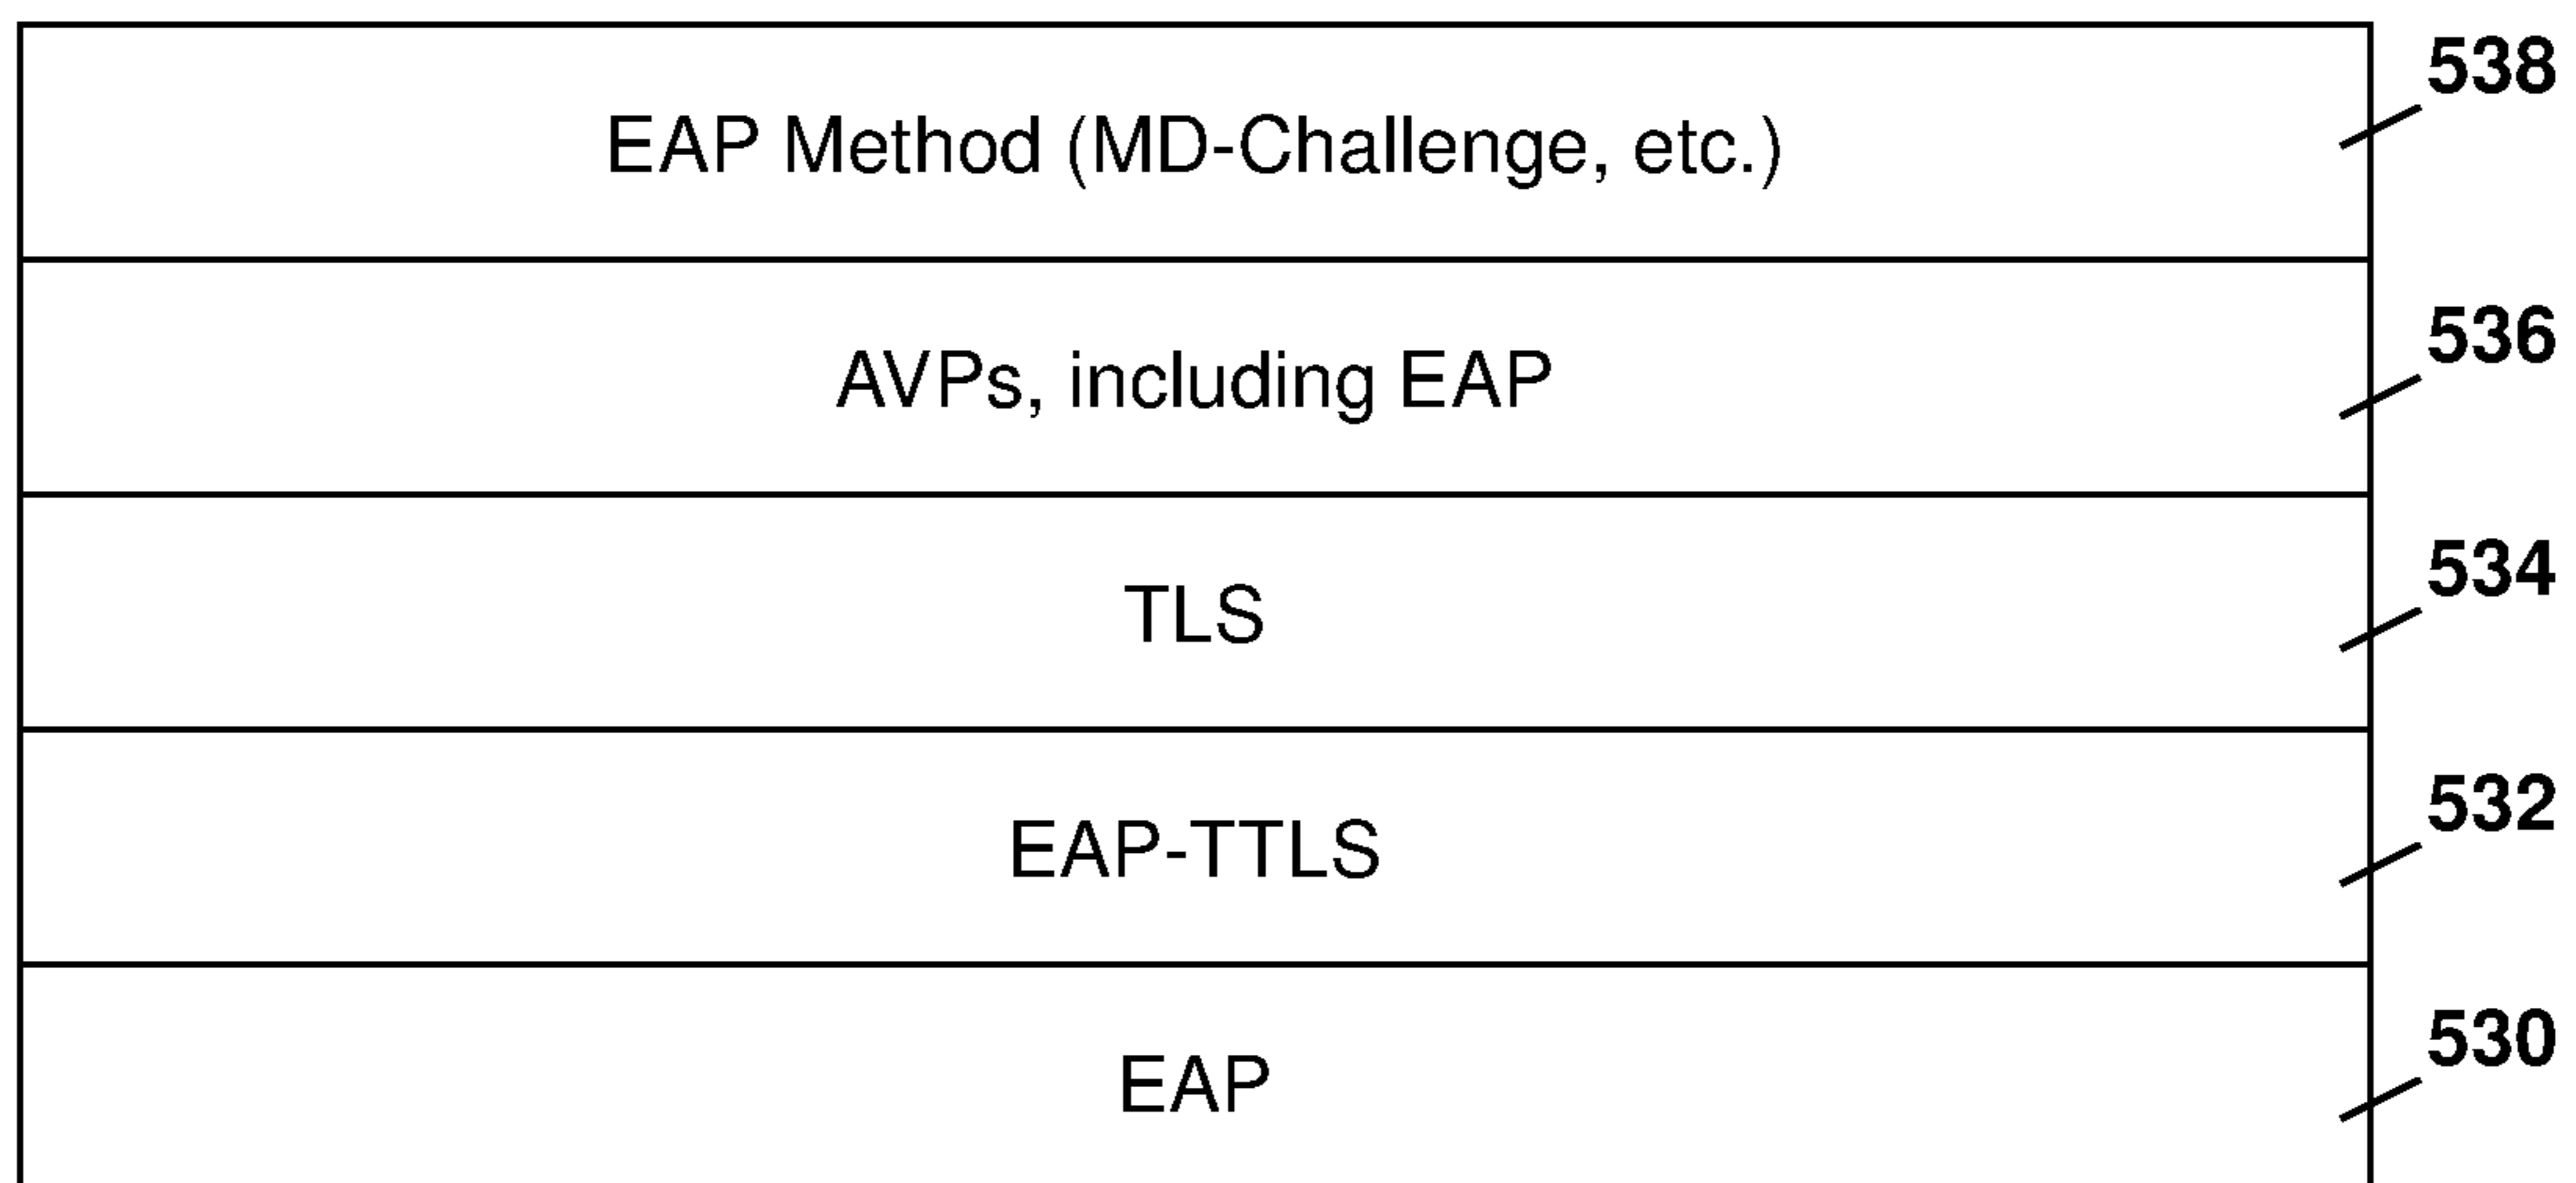 538
EAP Method (MD-Challenge, etc.)
536
AVPs, including EAP
534
TLS
532
EAP-TTLS
530
EAP